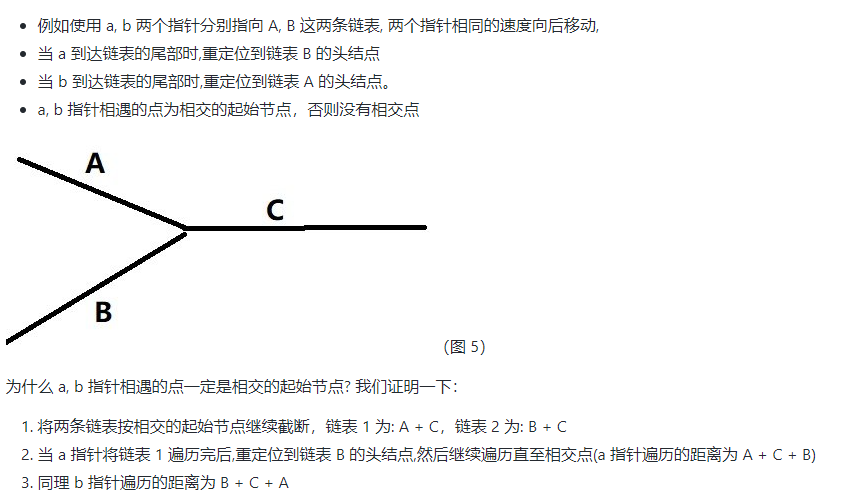 例如使用 a, b 两个指针分别指向 A, B 这两条链表, 两个指针相同的速度向后移动,
当 a 到达链表的尾部时,重定位到链表 B 的头结点
当 b 到达链表的尾部时,重定位到链表 A 的头结点。
a, b 指针相遇的点为相交的起始节点，否则没有相交点
A
C
B
（图 5）
为什么 a, b 指针相遇的点一定是相交的起始节点? 我们证明一下：
1. 将两条链表按相交的起始节点继续截断，链表 1 为: A + C，链表 2 为: B + C
2. 当 a 指针将链表 1 遍历完后,重定位到链表 B 的头结点,然后继续遍历直至相交点(a 指针遍历的距离为 A + C + B)
3. 同理 b 指针遍历的距离为 B + C + A